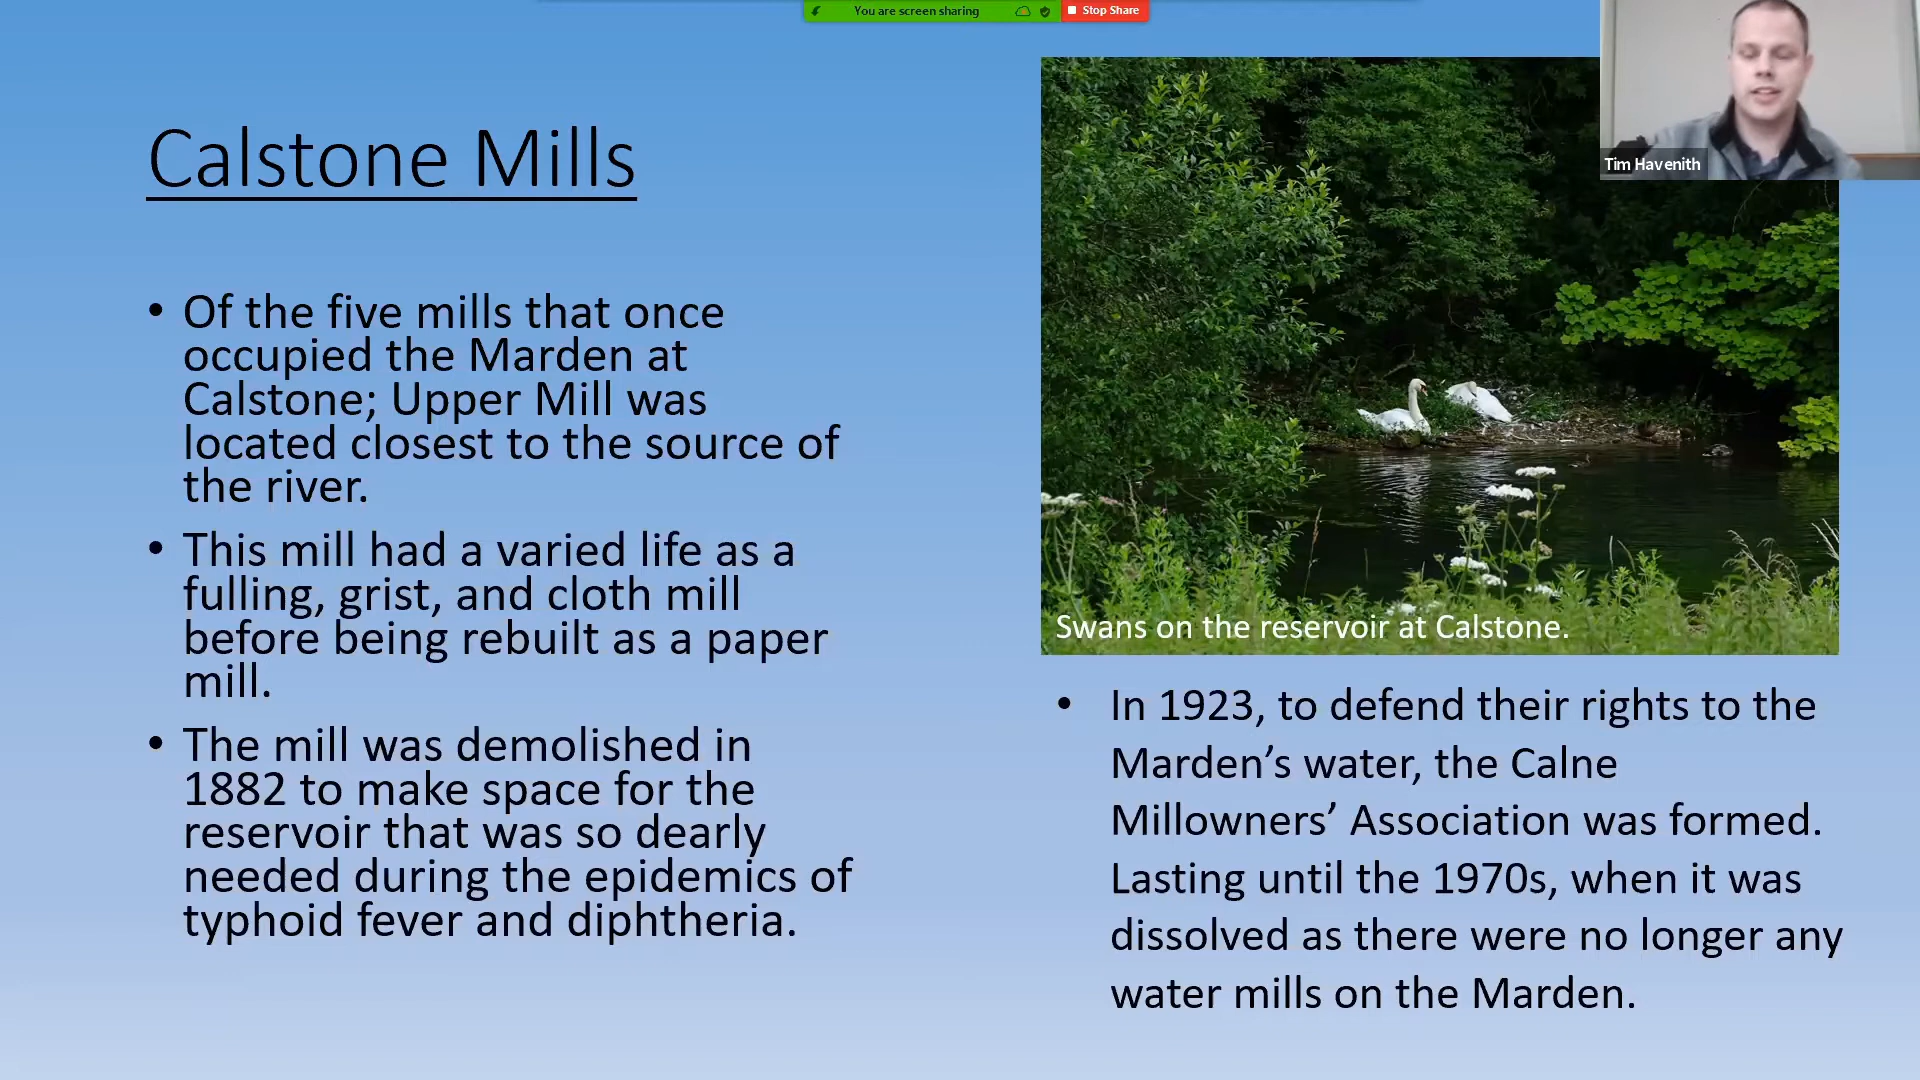 You are screen sharing
Stop Share
Tim Havenith
Calstone Mills
• Of the five mills that once
occupied the Marden at
Calstone; Upper Mill was
located closest to the source of
the river.
• This mill had a varied life as a
fulling, grist, and cloth mill
before being rebuilt as a paper
mill.
• The mill was demolished in
1882 to make space for the
reservoir that was so dearly
needed during the epidemics of
typhoid fever and diphtheria.
Swans on the reservoir at Calstone.
• In 1923, to defend their rights to the
Marden’s water, the Calne
Millowners’ Association was formed.
Lasting until the 1970s, when it was
dissolved as there were no longer any
water mills on the Marden.